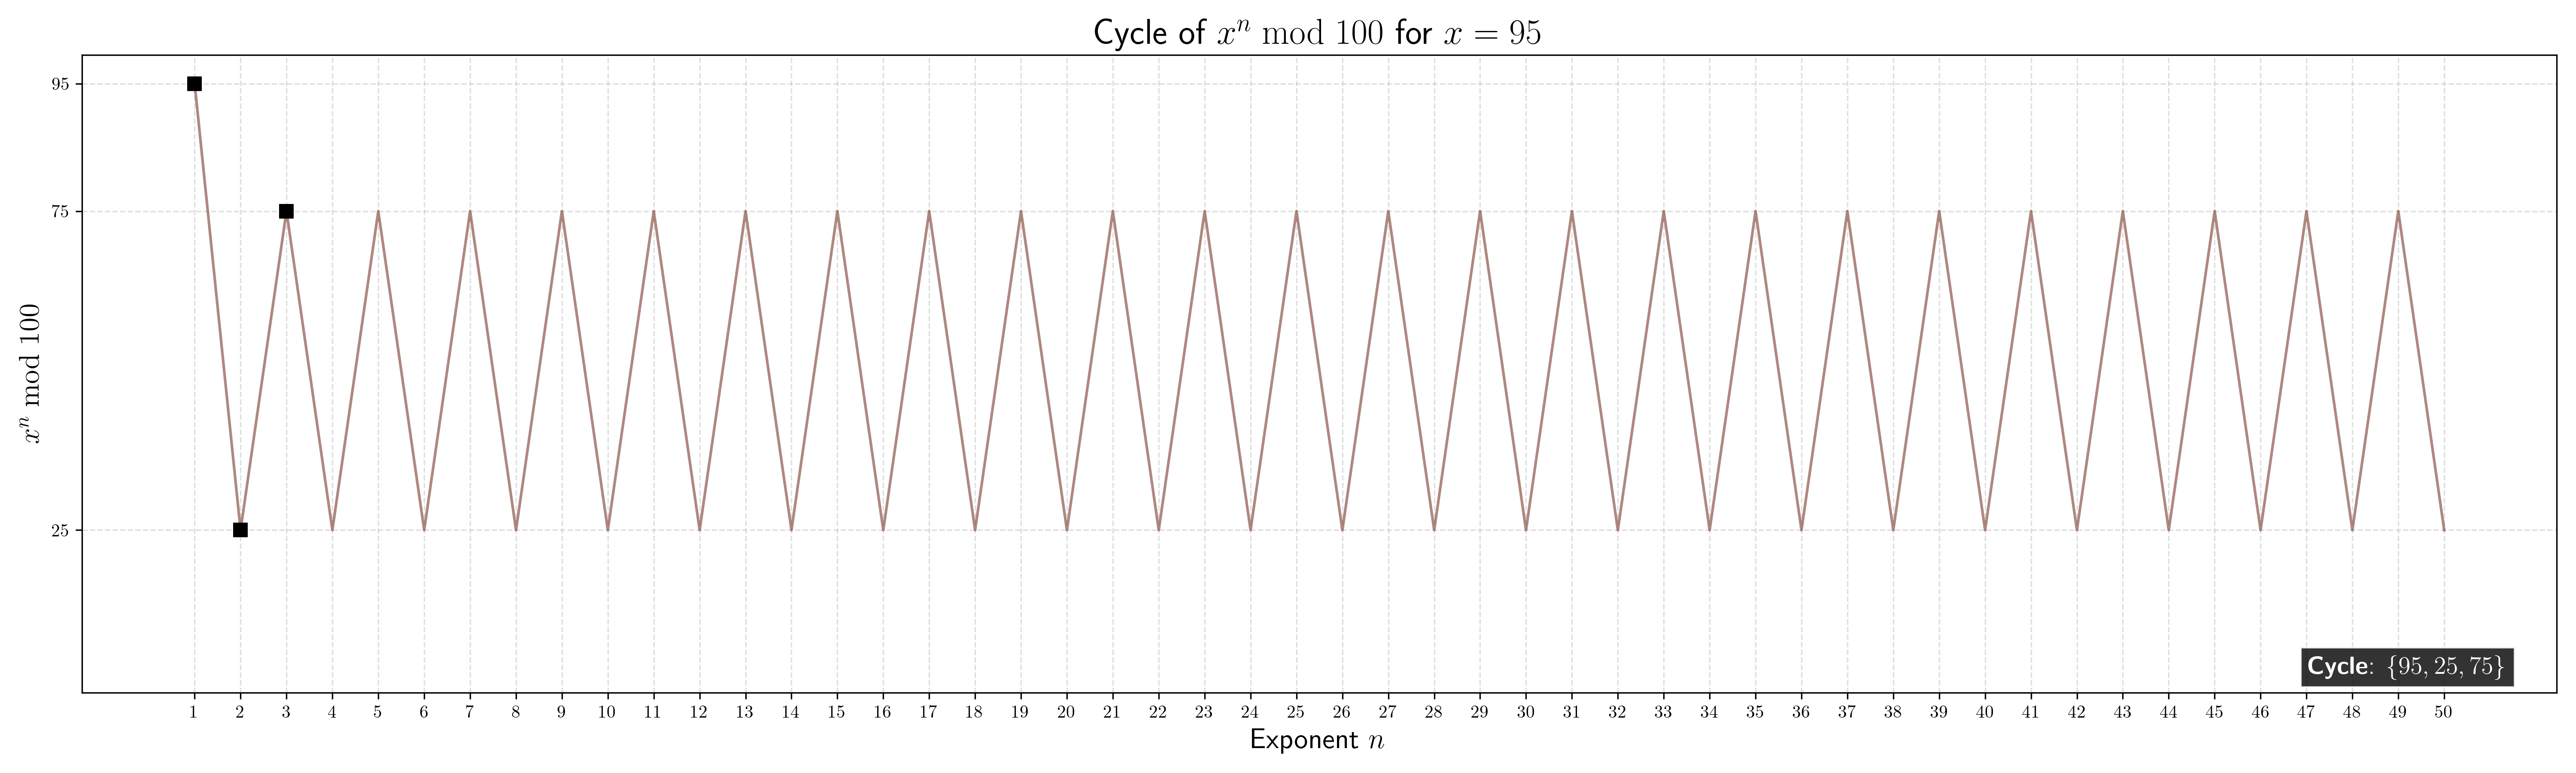 Cycle of xⁿ mod 100 for x = 95
xⁿ mod 100
95
75
25
Cycle: {95, 25, 75}
1 2 3 4 5 6 7 8 9 10 11 12 13 14 15 16 17 18 19 20 21 22 23 24 25 26 27 28 29 30 31 32 33 34 35 36 37 38 39 40 41 42 43 44 45 46 47 48 49 50
Exponent n